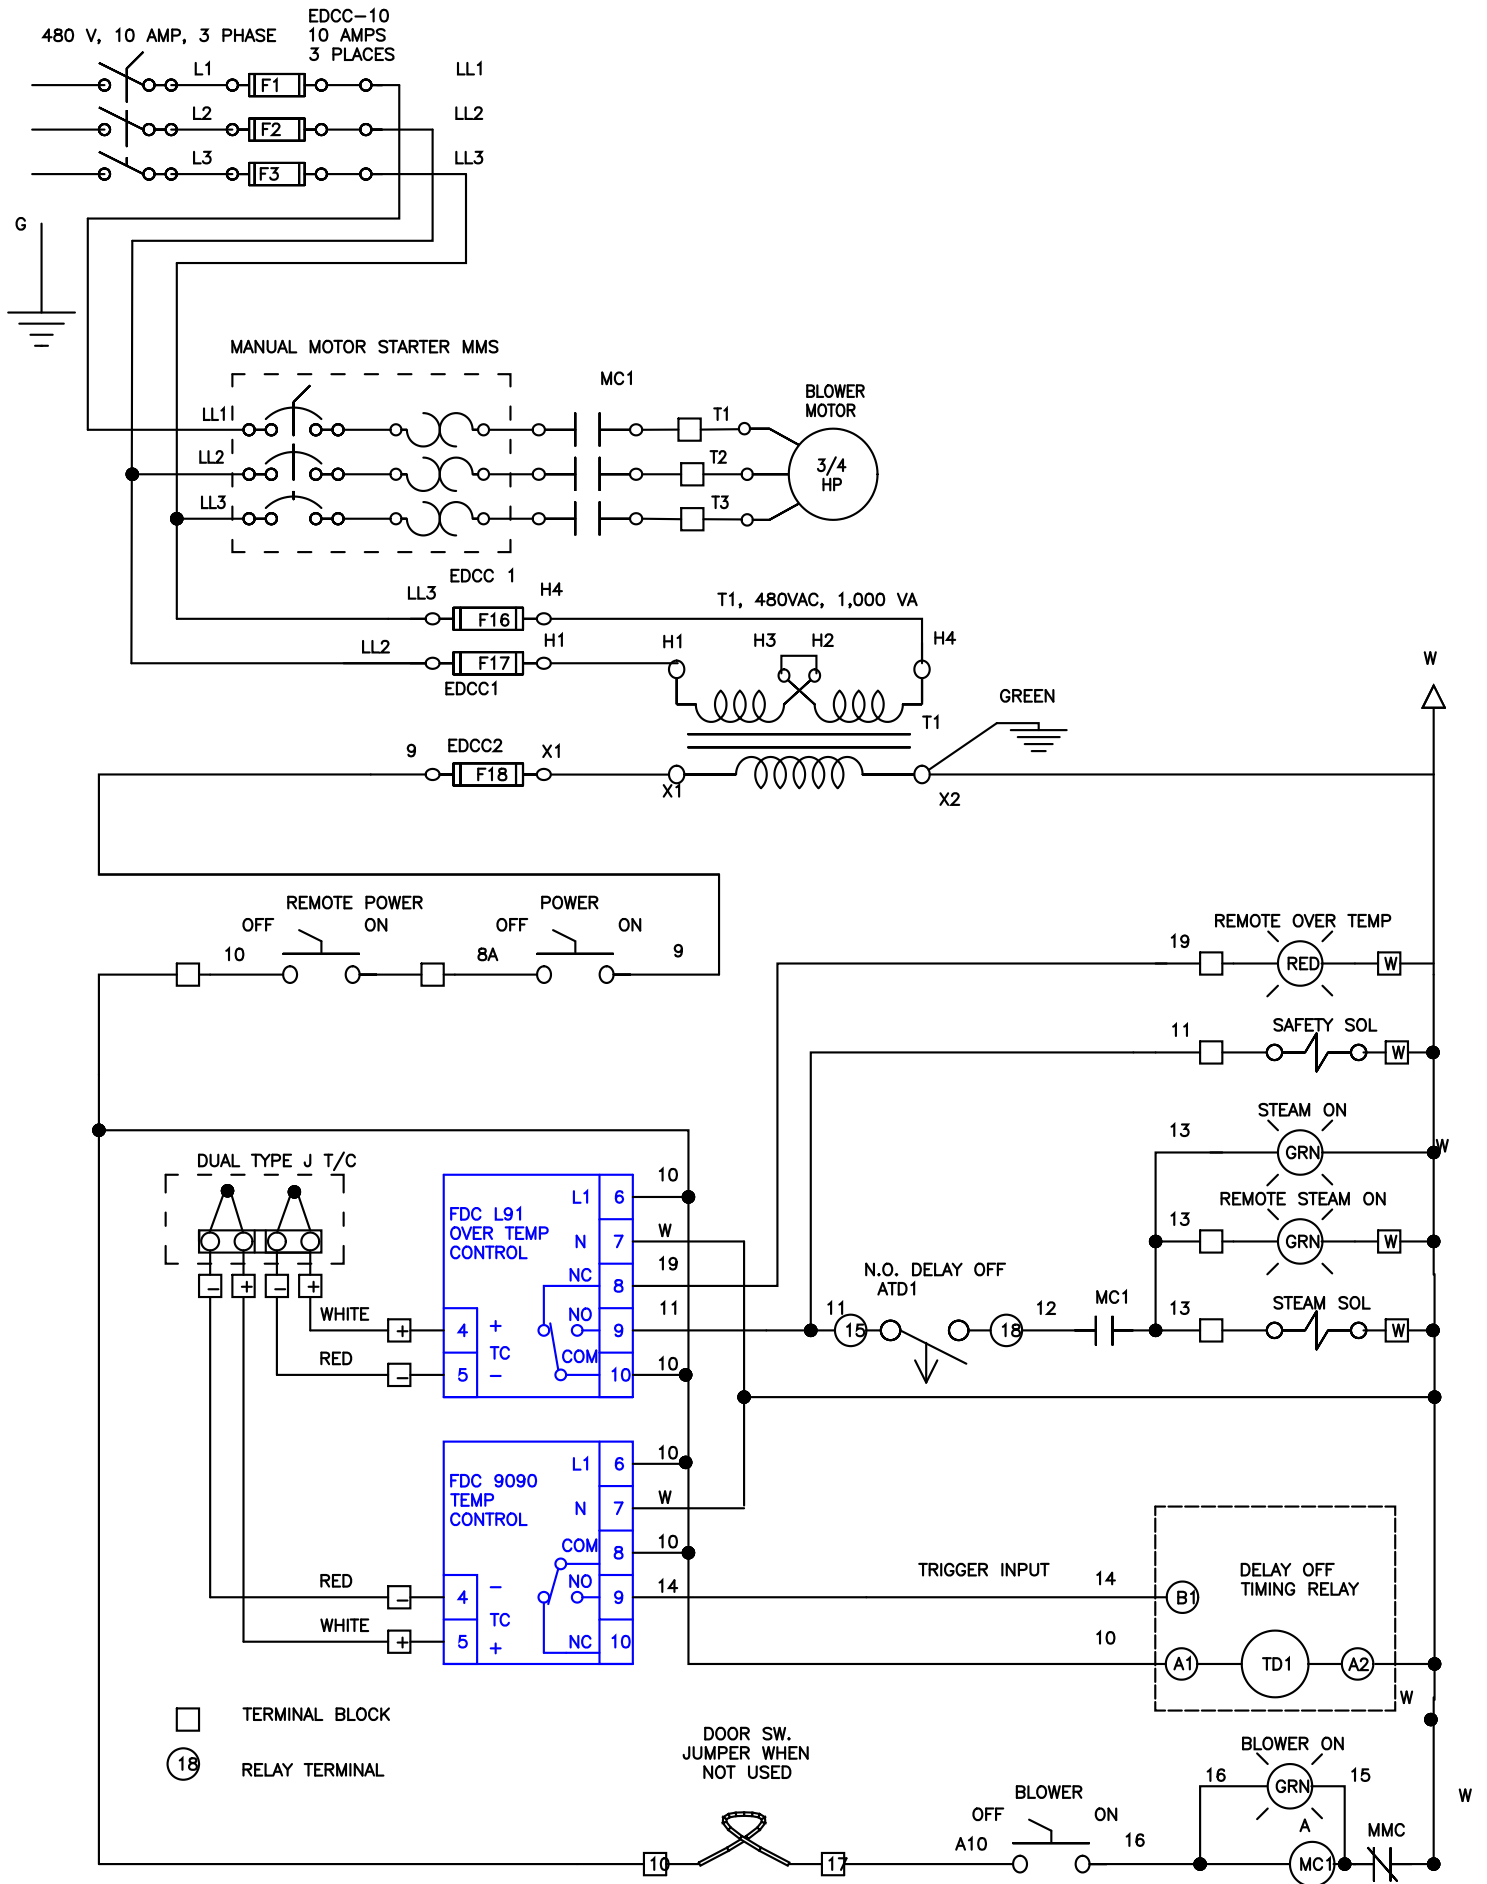 EDCC-10
480 V, 10 AMP, 3 PHASE 10 AMPS
3 PLACES
L1 LL1
F1
L2 LL2
F2
L3 LL3
F3
G
MANUAL MOTOR STARTER MMS
MC1
BLOWER
MOTOR
LL1 T1
LL2 T2
3/4
HP
LL3 T3
EDCC 1
LL3 H4
T1, 480VAC, 1,000 VA
F16
LL2 H1 H1 H3 H2 H4
F17
EDCC1
W
GREEN
T1
9 EDCC2 X1
F18
X1 X2
REMOTE POWER POWER
OFF ON OFF ON
10 8A 9
REMOTE OVER TEMP
19
RED W
SAFETY SOL
11
W
STEAM ON
13
GRN W
REMOTE STEAM ON
13
GRN W
DUAL TYPE J T/C
FDC L91
OVER TEMP
CONTROL
L1 6 10
N 7 W
NC 8 19
NO 9 11
COM 10 10
− + − +
WHITE + 4 +
TC
RED − 5 −
N.O. DELAY OFF
ATD1
11 12 MC1 13 STEAM SOL
15 18 W
FDC 9090
TEMP
CONTROL
L1 6 10
N 7 W
COM 8 10
NO 9 14
NC 10
RED − 4 −
TC
WHITE + 5 +
TRIGGER INPUT 14
B1
DELAY OFF
TIMING RELAY
10
A1 TD1 A2
W
TERMINAL BLOCK
18 RELAY TERMINAL
DOOR SW.
JUMPER WHEN
NOT USED
BLOWER ON
16 GRN 15
W
BLOWER
OFF ON
A MMC
A10 16
10 17 MC1